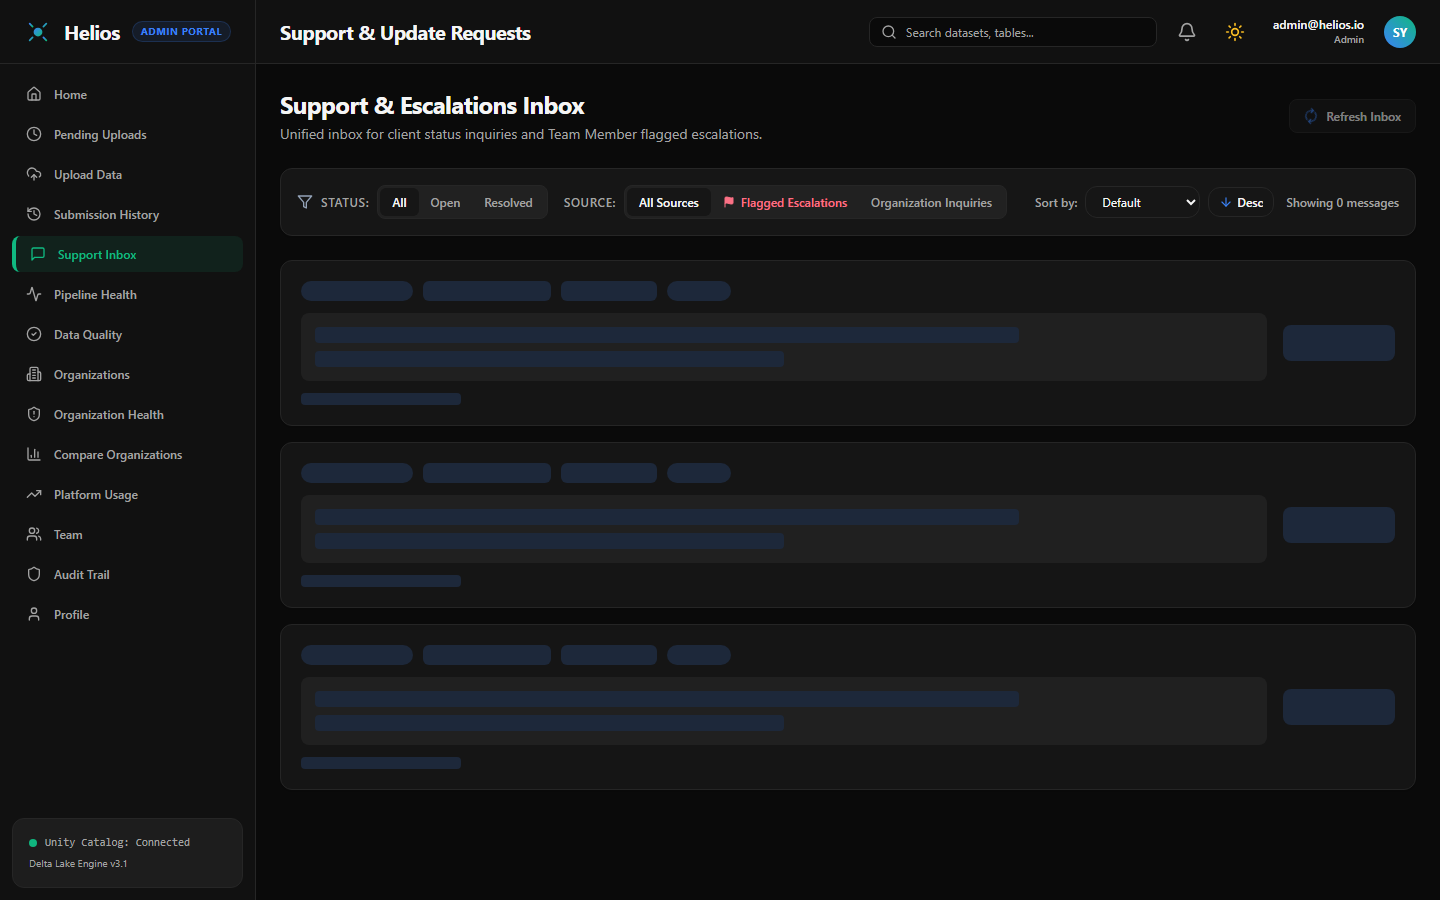 Helios
ADMIN PORTAL
Support & Update Requests
Search datasets, tables...
admin@helios.io
Admin
SY
Home
Pending Uploads
Upload Data
Submission History
Support Inbox
Pipeline Health
Data Quality
Organizations
Organization Health
Compare Organizations
Platform Usage
Team
Audit Trail
Profile
Unity Catalog: Connected
Delta Lake Engine v3.1
Support & Escalations Inbox
Unified inbox for client status inquiries and Team Member flagged escalations.
Refresh Inbox
STATUS: All Open Resolved SOURCE: All Sources Flagged Escalations Organization Inquiries Sort by: Default Desc Showing 0 messages